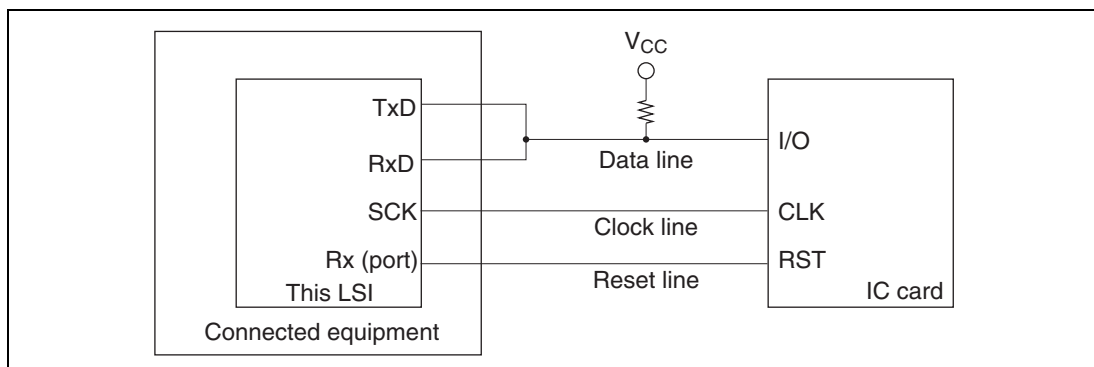 V_CC
TxD
RxD
I/O
Data line
SCK
CLK
Clock line
Rx (port)
RST
Reset line
This LSI
IC card
Connected equipment